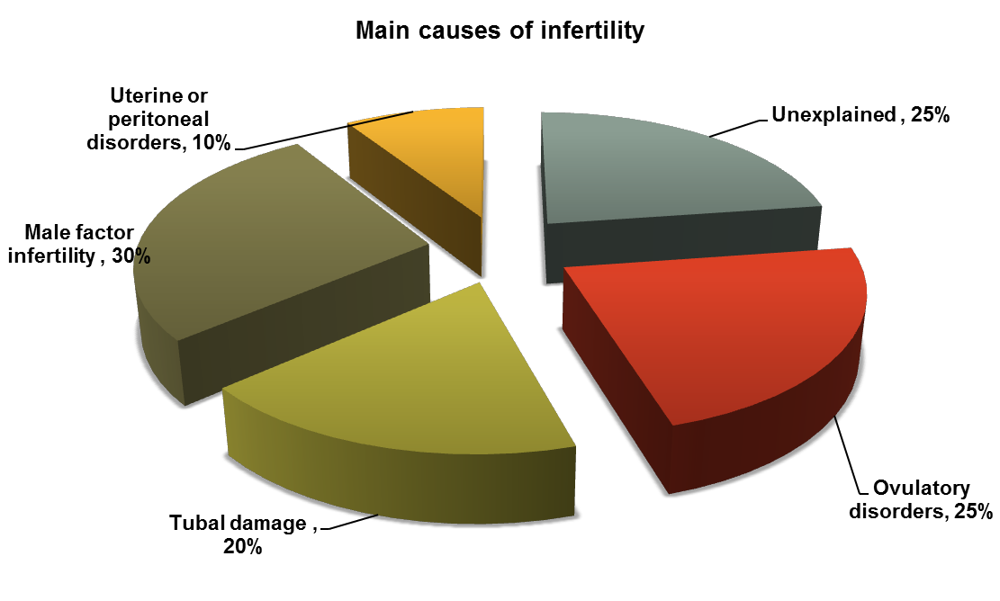 Main causes of infertility
Uterine or
peritoneal
disorders, 10%
Unexplained , 25%
Male factor
infertility , 30%
Ovulatory
disorders, 25%
Tubal damage ,
20%